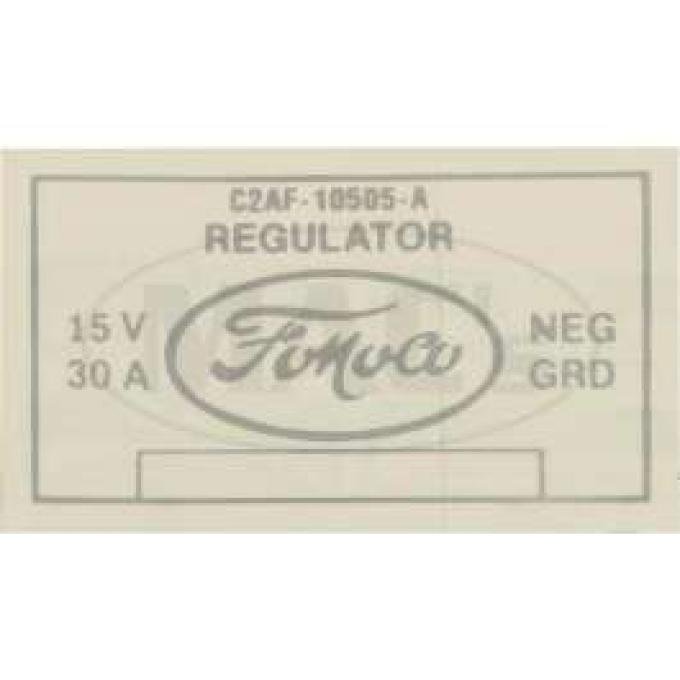 C2AF-10505-A
REGULATOR
15 V
30 A
FoMoCo
NEG
GRD